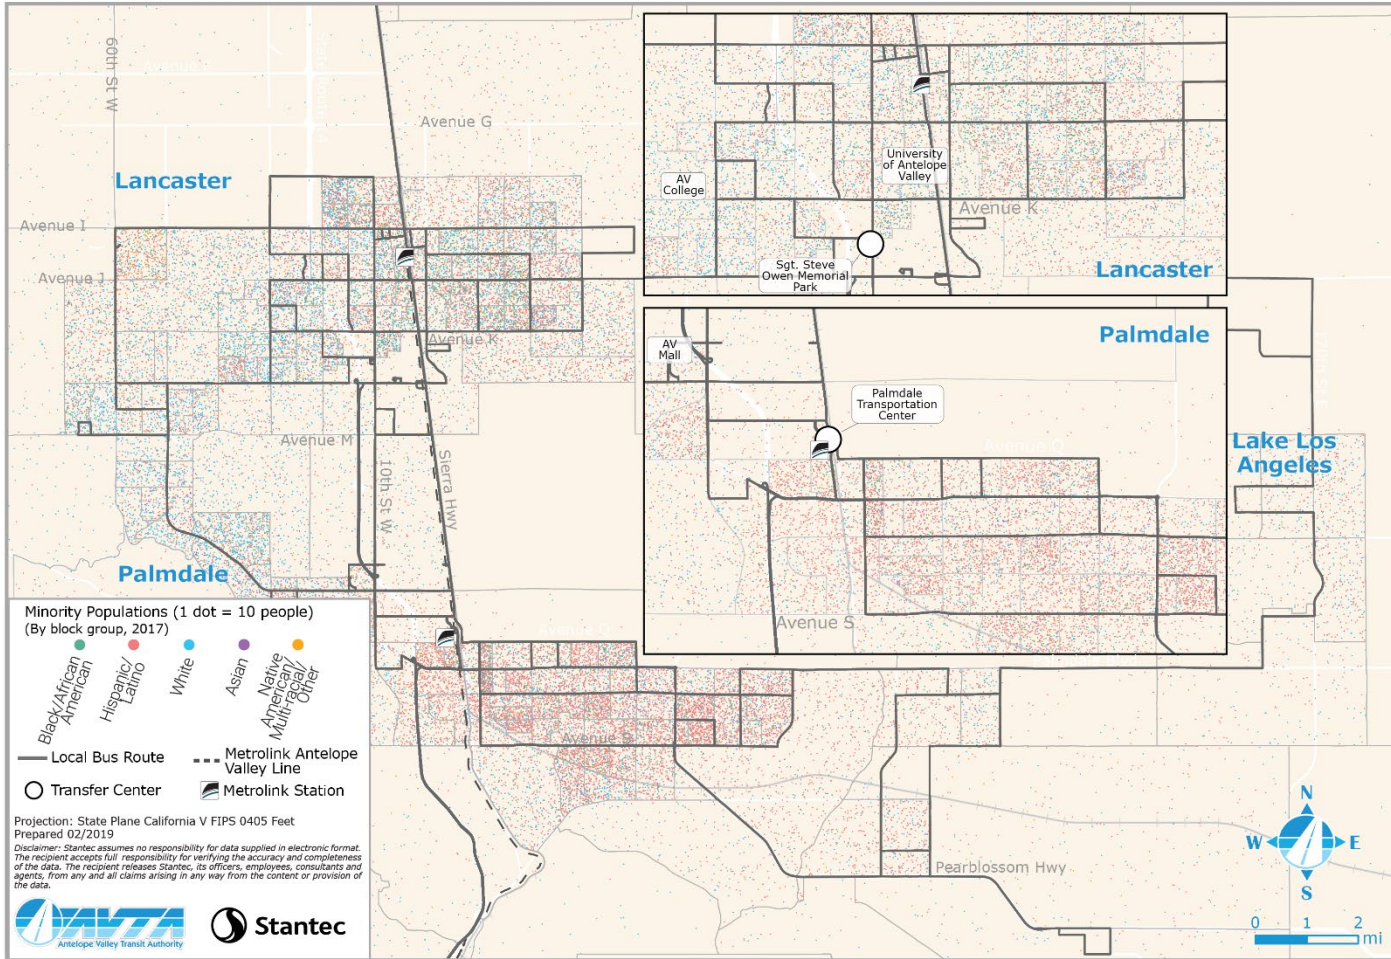 60th St W
Avenue G
Lancaster
Avenue I
Avenue J
Avenue K
Avenue M
10th St W
Sierra Hwy
Palmdale
Avenue S
Pearblossom Hwy
Lake Los
Angeles
AV
College
University
of Antelope
Valley
Avenue K
Sgt. Steve
Owen Memorial
Park
Lancaster
AV
Mall
Palmdale
Palmdale
Transportation
Center
Avenue Q
Avenue S
Minority Populations (1 dot = 10 people)
(By block group, 2017)
Black/African
American
Hispanic/
Latino
White
Asian
Native
American/
Multi-racial/
Other
Local Bus Route
Metrolink Antelope
Valley Line
Transfer Center
Metrolink Station
Projection: State Plane California V FIPS 0405 Feet
Prepared 02/2019
Disclaimer: Stantec assumes no responsibility for data supplied in electronic format.
The recipient accepts full responsibility for verifying the accuracy and completeness
of the data. The recipient releases Stantec, its officers, employees, consultants and
agents, from any and all claims arising in any way from the content or provision of
the data.
AVTA
Antelope Valley Transit Authority
Stantec
N
W E
S
0 1 2
mi